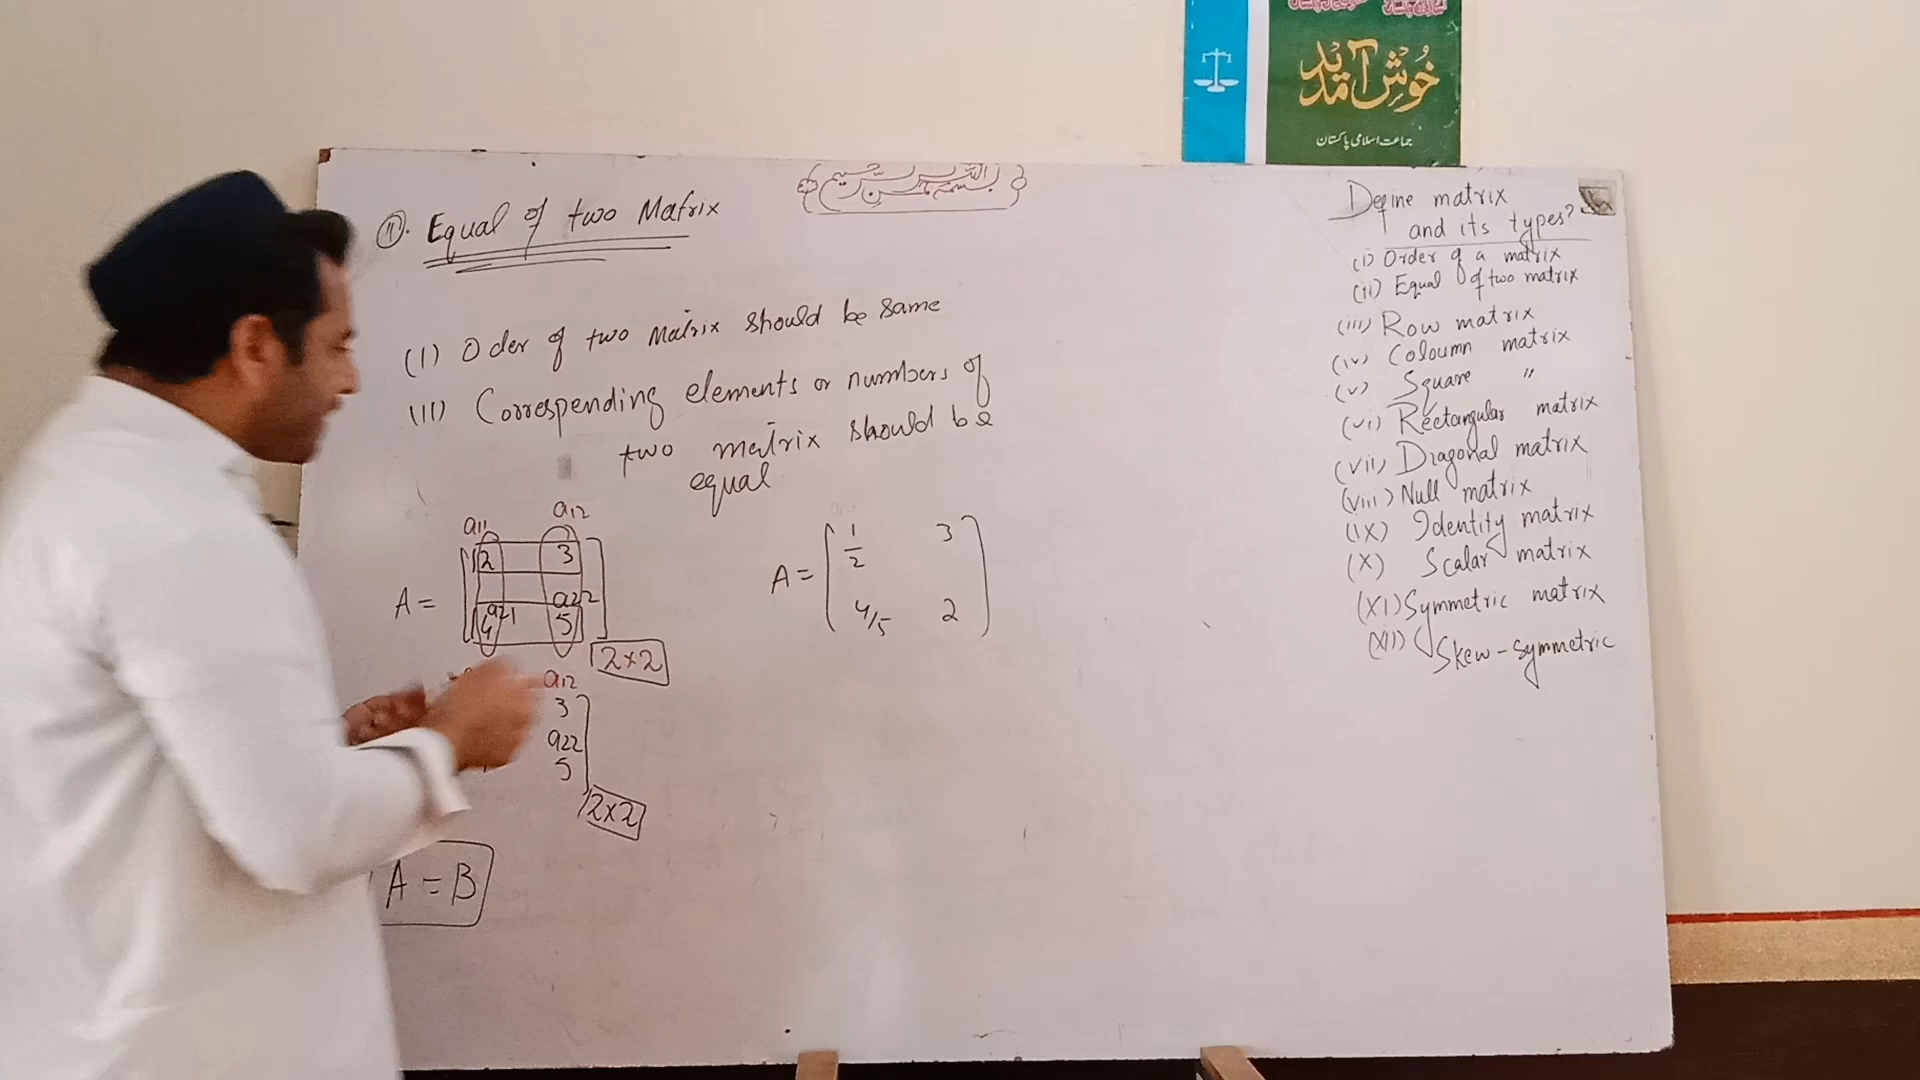 خوش آمدید
جماعت اسلامی پاکستان
(II). Equal of two Matrix
(I) Oder of two Matrix should be same
(II) Corresponding elements or numbers of
two matrix should be
equal
a11 a12
A = [2 3
a21 a22
4 5]
2×2
a12
3
a22
5]
2×2
A = B
A = [1/2 3
4/5 2]
Define matrix
and its types?
(i) Order of a matrix
(ii) Equal of two matrix
(iii) Row matrix
(iv) Coloumn matrix
(v) Square "
(vi) Rectangular matrix
(vii) Diagonal matrix
(viii) Null matrix
(IX) Identity matrix
(X) Scalar matrix
(XI) Symmetric matrix
(XII) Skew-symmetric